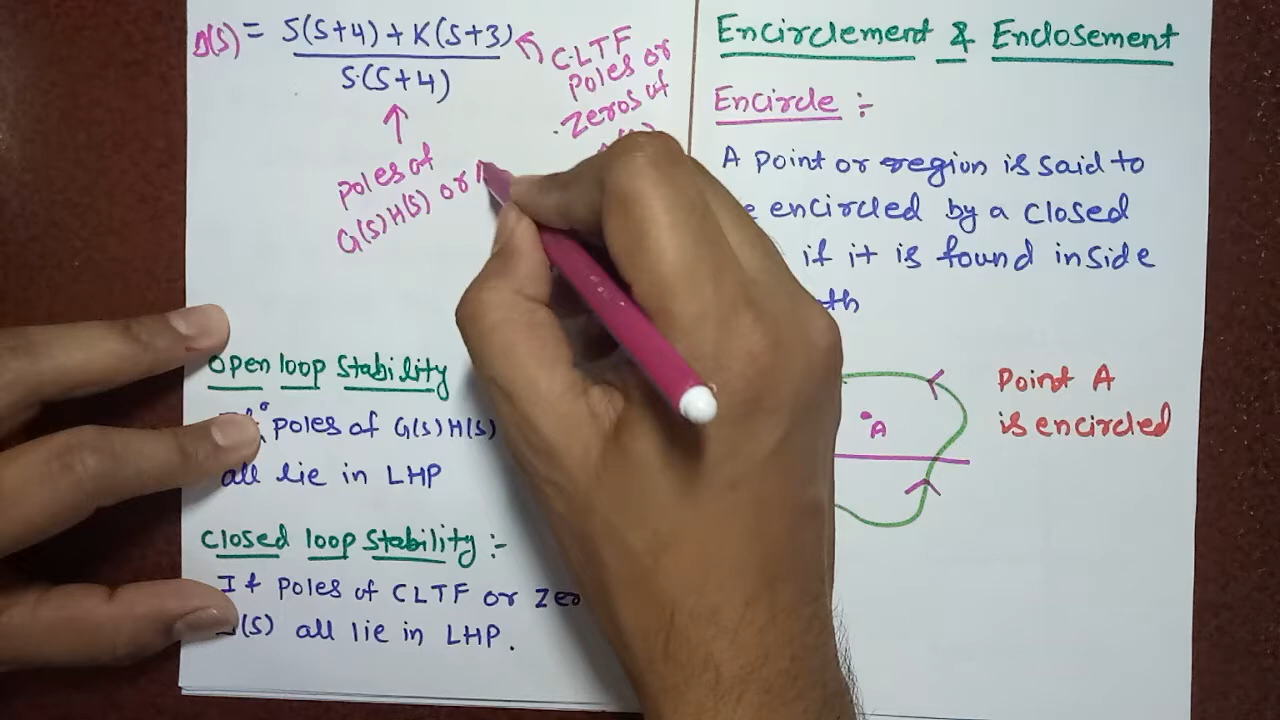 D(S) = S(S+4) + K(S+3)
S(S+4)
C.LTF
Poles or
Zeros of
Poles of
G(S) H(S) or
Open loop Stability
Poles of G(S) H(S)
all lie in LHP
Closed loop Stability :-
If Poles of CLTF or
all lie in LHP.
Encirclement & Enclosement
Encircle :-
A Point or region is said to
encircled by a closed
if it is found inside
Point A
is encircled
A